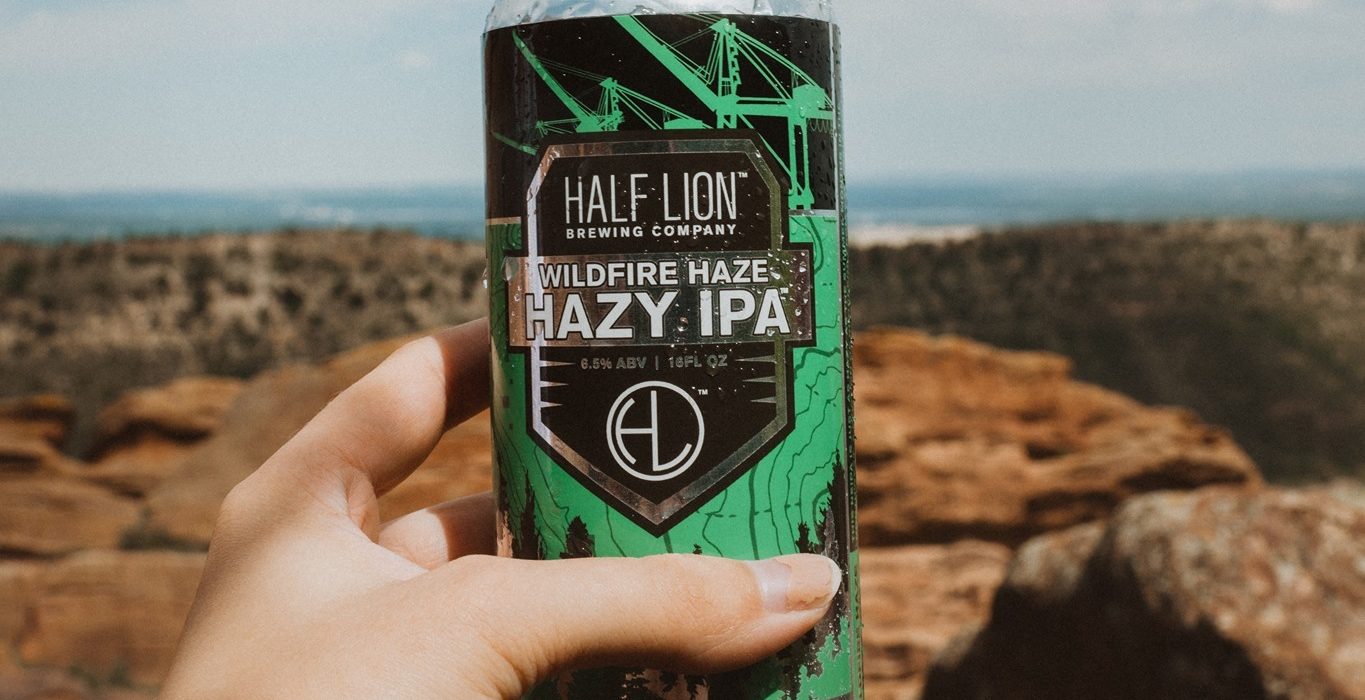 HALF LION™
BREWING COMPANY
WILDFIRE HAZE
HAZY IPA
6.5% ABV | 16FL OZ
HL™